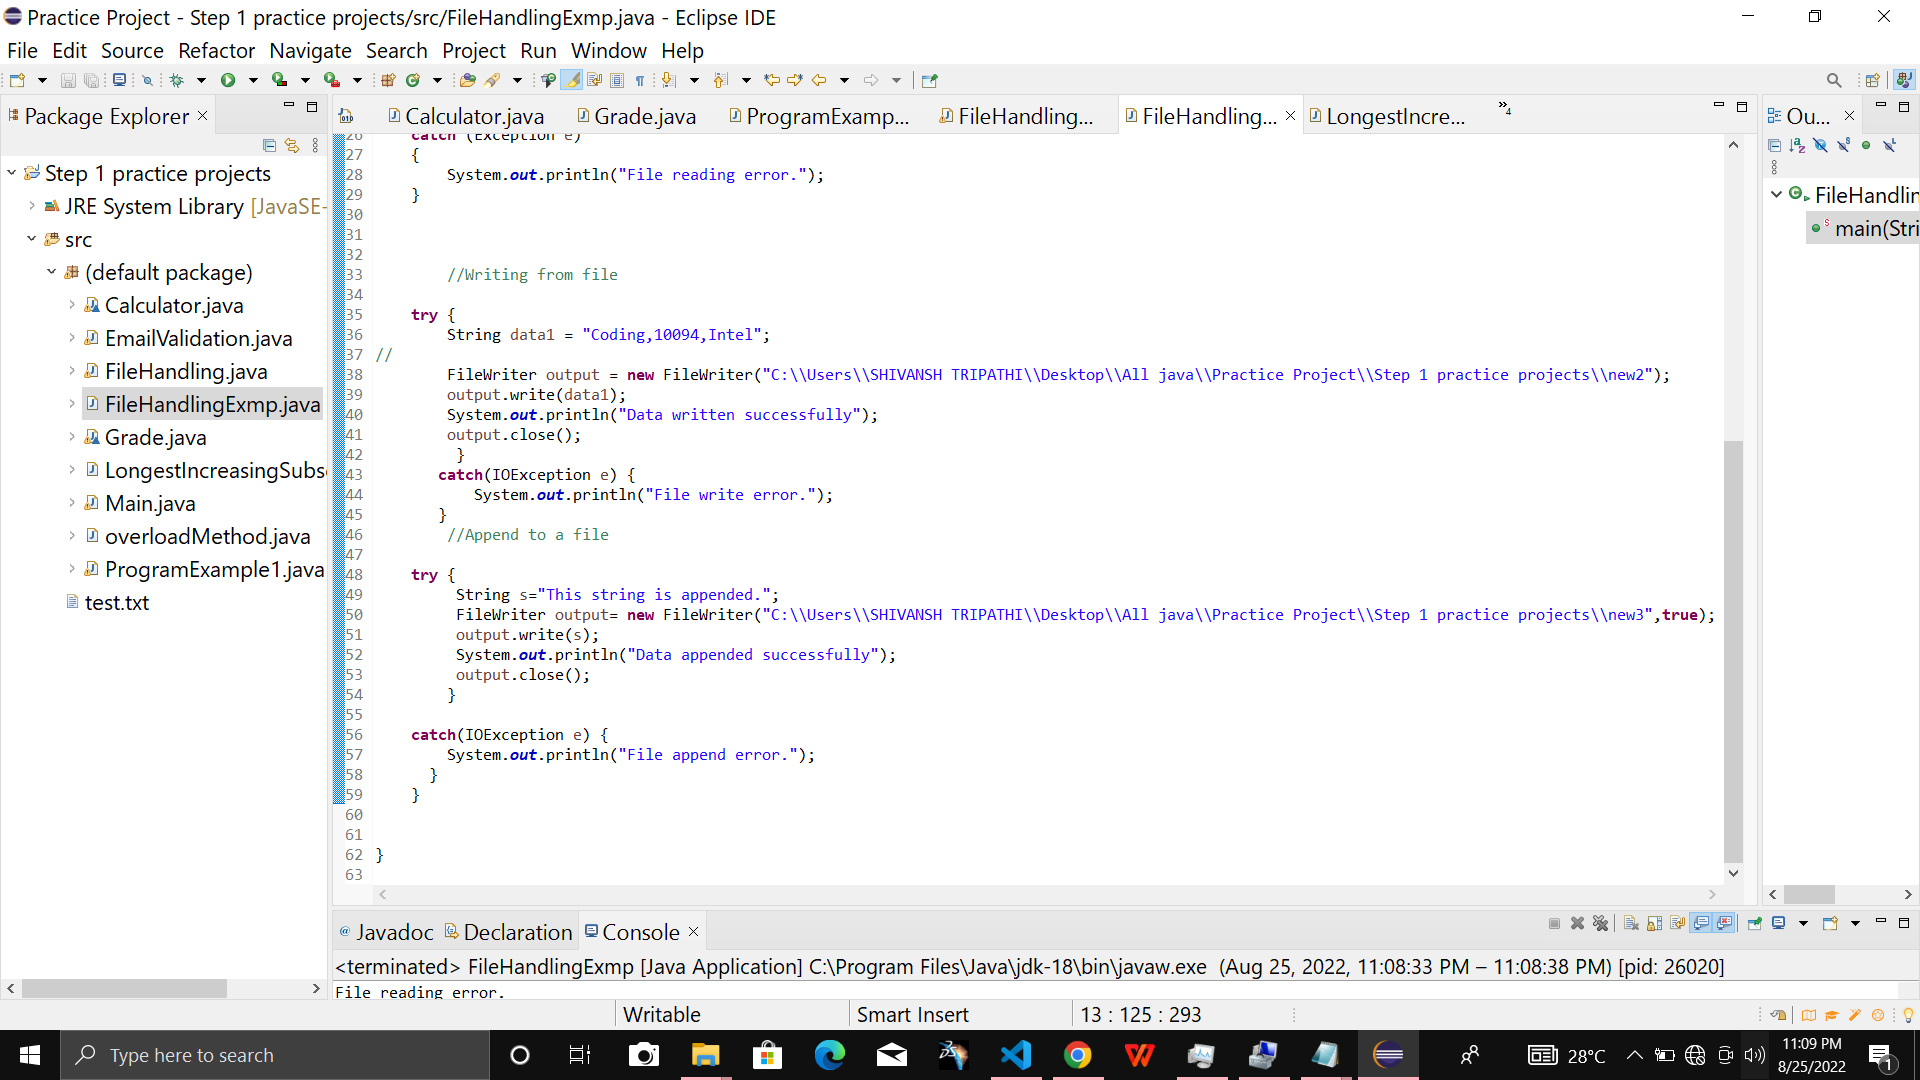 Practice Project - Step 1 practice projects/src/FileHandlingExmp.java - Eclipse IDE
File Edit Source Refactor Navigate Search Project Run Window Help
Package Explorer
Calculator.java
Grade.java
ProgramExamp...
FileHandling...
FileHandling...
LongestIncre...
4
Ou...
Step 1 practice projects
JRE System Library [JavaSE-
src
(default package)
Calculator.java
EmailValidation.java
FileHandling.java
FileHandlingExmp.java
Grade.java
LongestIncreasingSubs
Main.java
overloadMethod.java
ProgramExample1.java
test.txt
26 catch (Exception e)
27 {
28 System.out.println("File reading error.");
29 }
30
31
32
33 //Writing from file
34
35 try {
36 String data1 = "Coding,10094,Intel";
37 //
38 FileWriter output = new FileWriter("C:\\Users\\SHIVANSH TRIPATHI\\Desktop\\All java\\Practice Project\\Step 1 practice projects\\new2");
39 output.write(data1);
40 System.out.println("Data written successfully");
41 output.close();
42 }
43 catch(IOException e) {
44 System.out.println("File write error.");
45 }
46 //Append to a file
47
48 try {
49 String s="This string is appended.";
50 FileWriter output= new FileWriter("C:\\Users\\SHIVANSH TRIPATHI\\Desktop\\All java\\Practice Project\\Step 1 practice projects\\new3",true);
51 output.write(s);
52 System.out.println("Data appended successfully");
53 output.close();
54 }
55
56 catch(IOException e) {
57 System.out.println("File append error.");
58 }
59 }
60
61
62 }
63
FileHandlin
main(Stri
Javadoc
Declaration
Console
<terminated> FileHandlingExmp [Java Application] C:\Program Files\Java\jdk-18\bin\javaw.exe (Aug 25, 2022, 11:08:33 PM – 11:08:38 PM) [pid: 26020]
File reading error.
Writable
Smart Insert
13 : 125 : 293
Type here to search
28°C
11:09 PM
8/25/2022
1